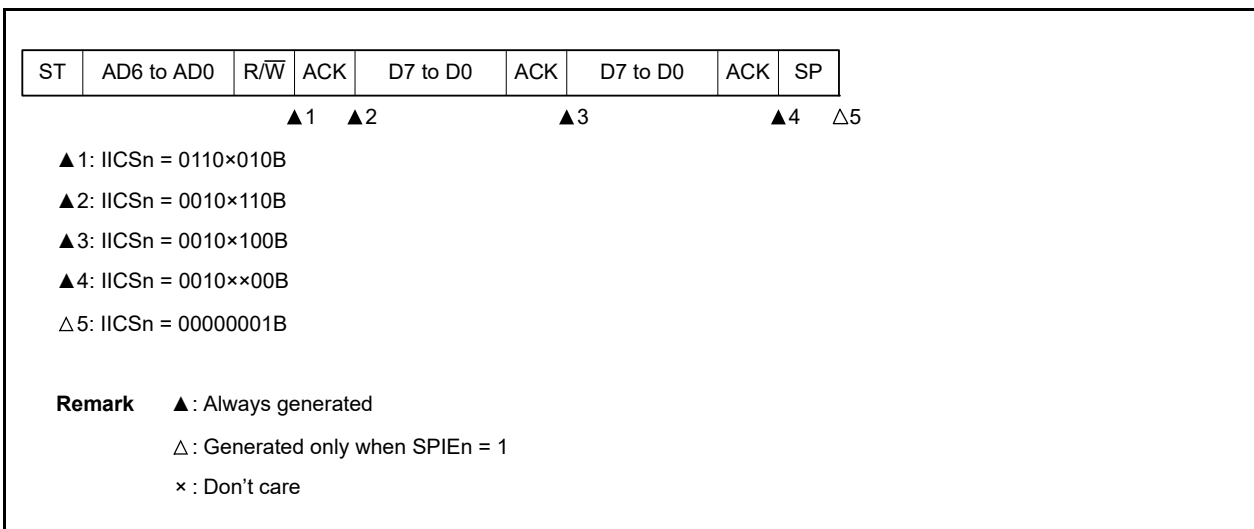 ST AD6 to AD0 R/W̅ ACK D7 to D0 ACK D7 to D0 ACK SP
▲1 ▲2 ▲3 ▲4 △5
▲1: IICSn = 0110×010B
▲2: IICSn = 0010×110B
▲3: IICSn = 0010×100B
▲4: IICSn = 0010××00B
△5: IICSn = 00000001B
Remark ▲: Always generated
△: Generated only when SPIEn = 1
×: Don’t care